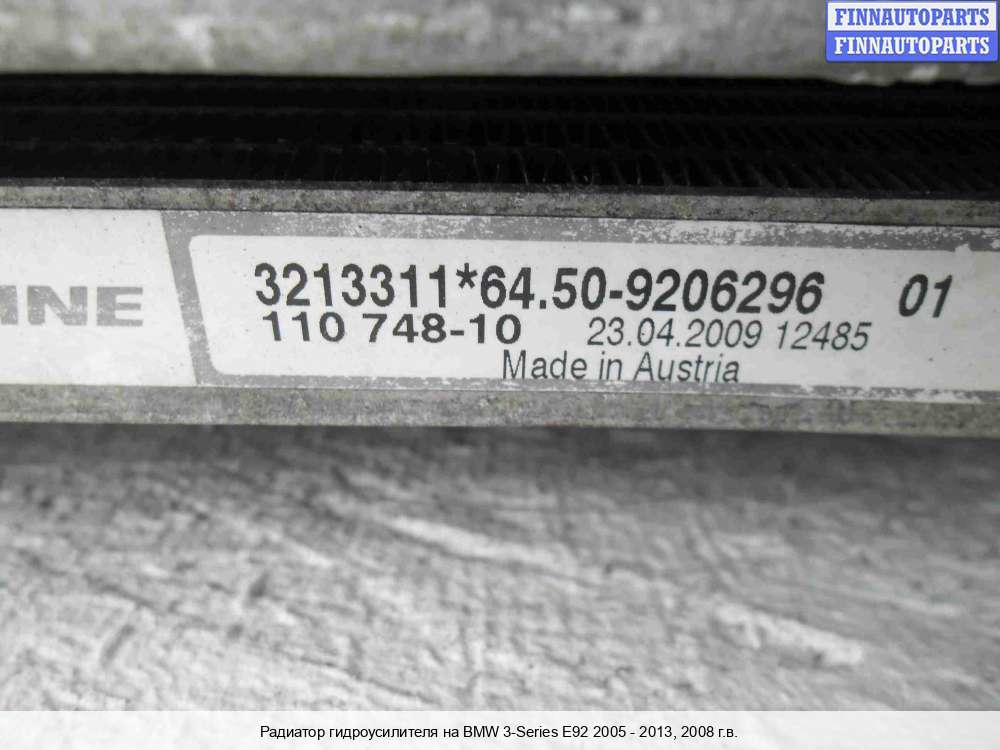 FINNAUTOPARTS
FINNAUTOPARTS
3213311*64.50-9206296 01
110 748-10 23.04.2009 12485
Made in Austria
Радиатор гидроусилителя на BMW 3-Series E92 2005 - 2013, 2008 г.в.